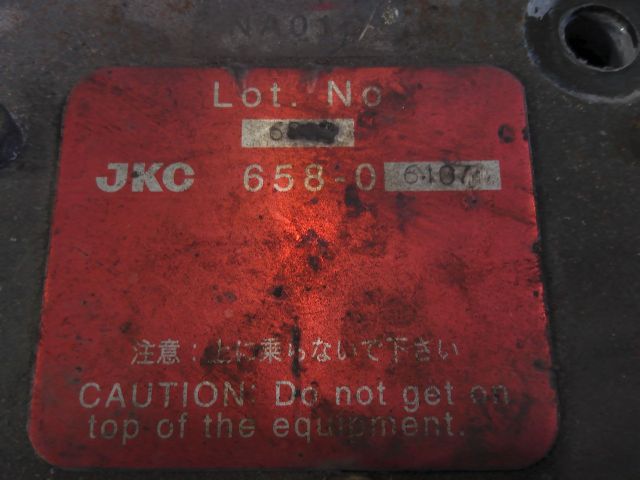 Lot. No
JKC 658-0 6107
注意:上に乗らないで下さい
CAUTION: Do not get on
top of the equipment.